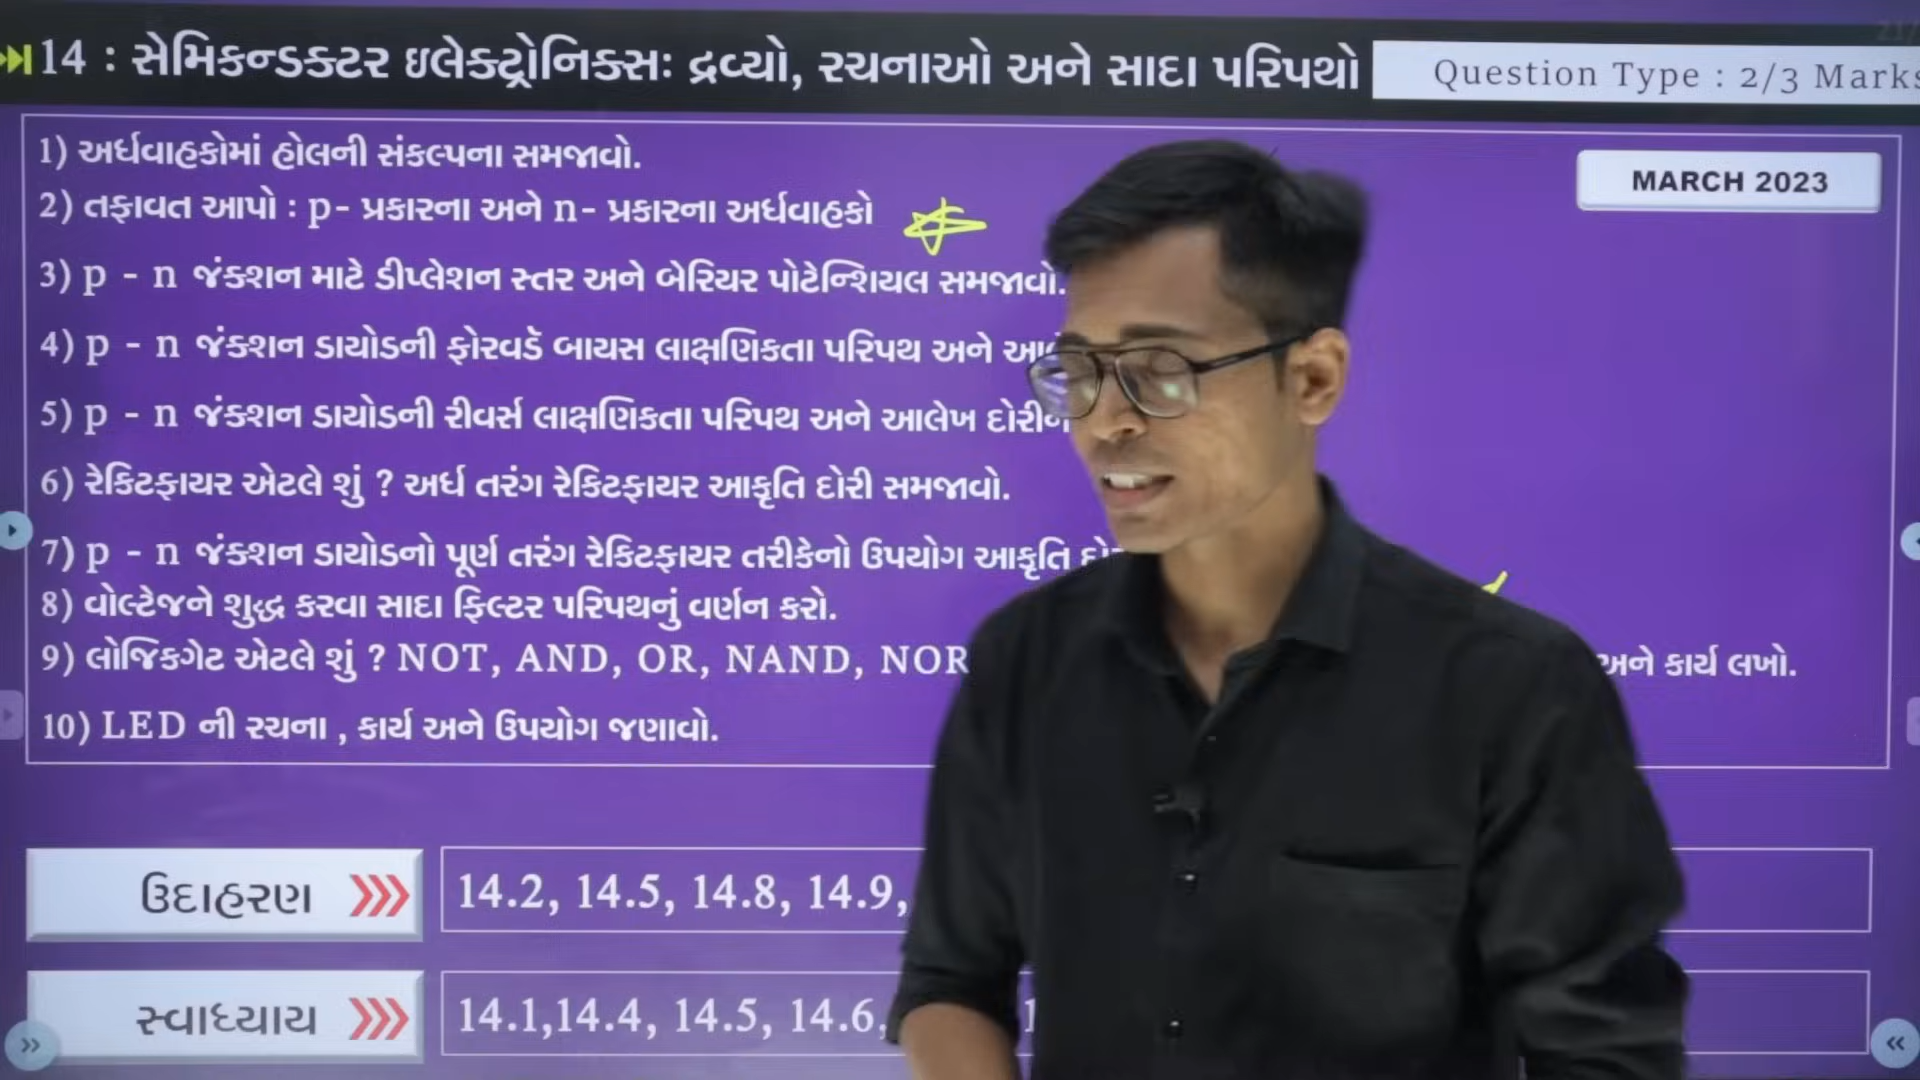 14 : સેમિકન્ડક્ટર ઇલેક્ટ્રોનિક્સઃ દ્રવ્યો, રચનાઓ અને સાદા પરિપથો
Question Type : 2/3 Marks
MARCH 2023
1) અર્ધવાહકોમાં હોલની સંકલ્પના સમજાવો.
2) તફાવત આપો : p- પ્રકારના અને n- પ્રકારના અર્ધવાહકો
3) p - n જંક્શન માટે ડીપ્લેશન સ્તર અને બેરિયર પોટેન્શિયલ સમજાવો.
4) p - n જંક્શન ડાયોડની ફોરવર્ડ બાયસ લાક્ષણિકતા પરિપથ અને
5) p - n જંક્શન ડાયોડની રીવર્સ લાક્ષણિકતા પરિપથ અને આલેખ
6) રેક્ટિફાયર એટલે શું ? અર્ધ તરંગ રેક્ટિફાયર આકૃતિ દોરી સમજાવો.
7) p - n જંક્શન ડાયોડનો પૂર્ણ તરંગ રેક્ટિફાયર તરીકેનો ઉપયોગ આકૃતિ
8) વોલ્ટેજને શુદ્ધ કરવા સાદા ફિલ્ટર પરિપથનું વર્ણન કરો.
9) લોજિકગેટ એટલે શું ? NOT, AND, OR, NAND, NOR અને કાર્ય લખો.
10) LED ની રચના , કાર્ય અને ઉપયોગ જણાવો.
ઉદાહરણ 14.2, 14.5, 14.8, 14.9,
સ્વાધ્યાય 14.1,14.4, 14.5, 14.6,